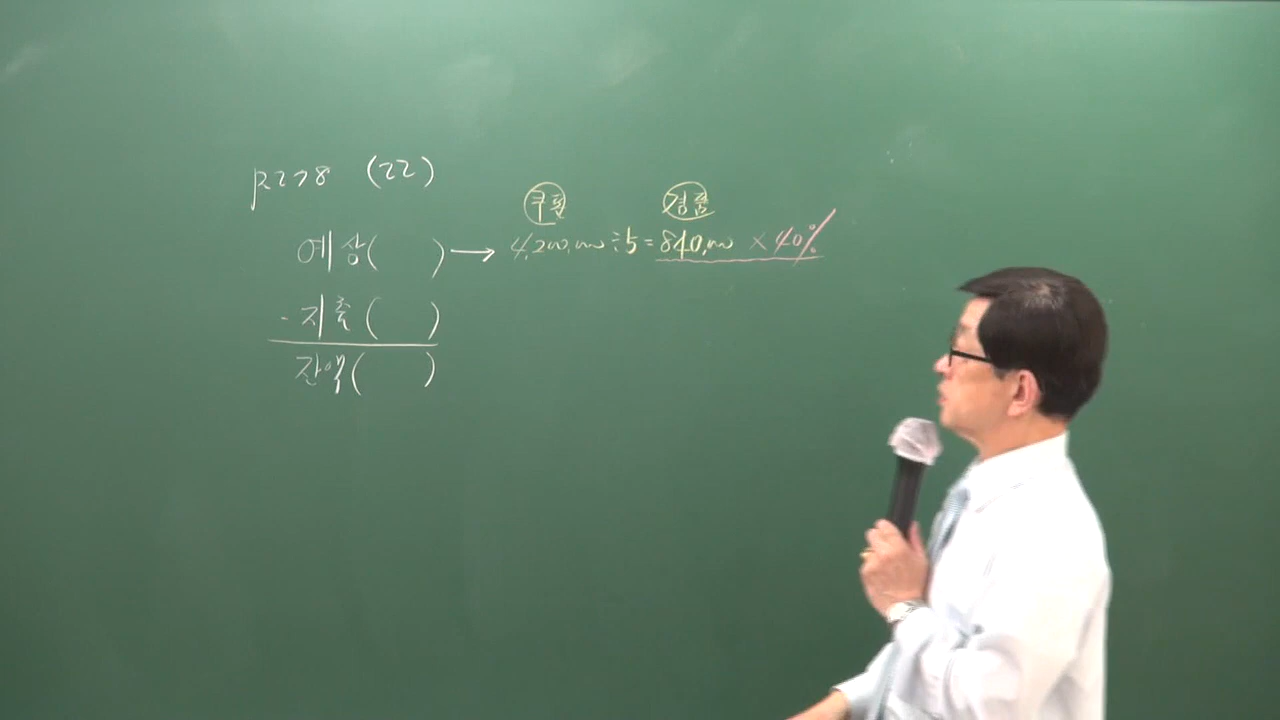 p278 (22)
쿠폰 경품
예상( ) → 4,200,000 ÷ 5 = 840,000 × 40%
- 지출( )
잔액( )